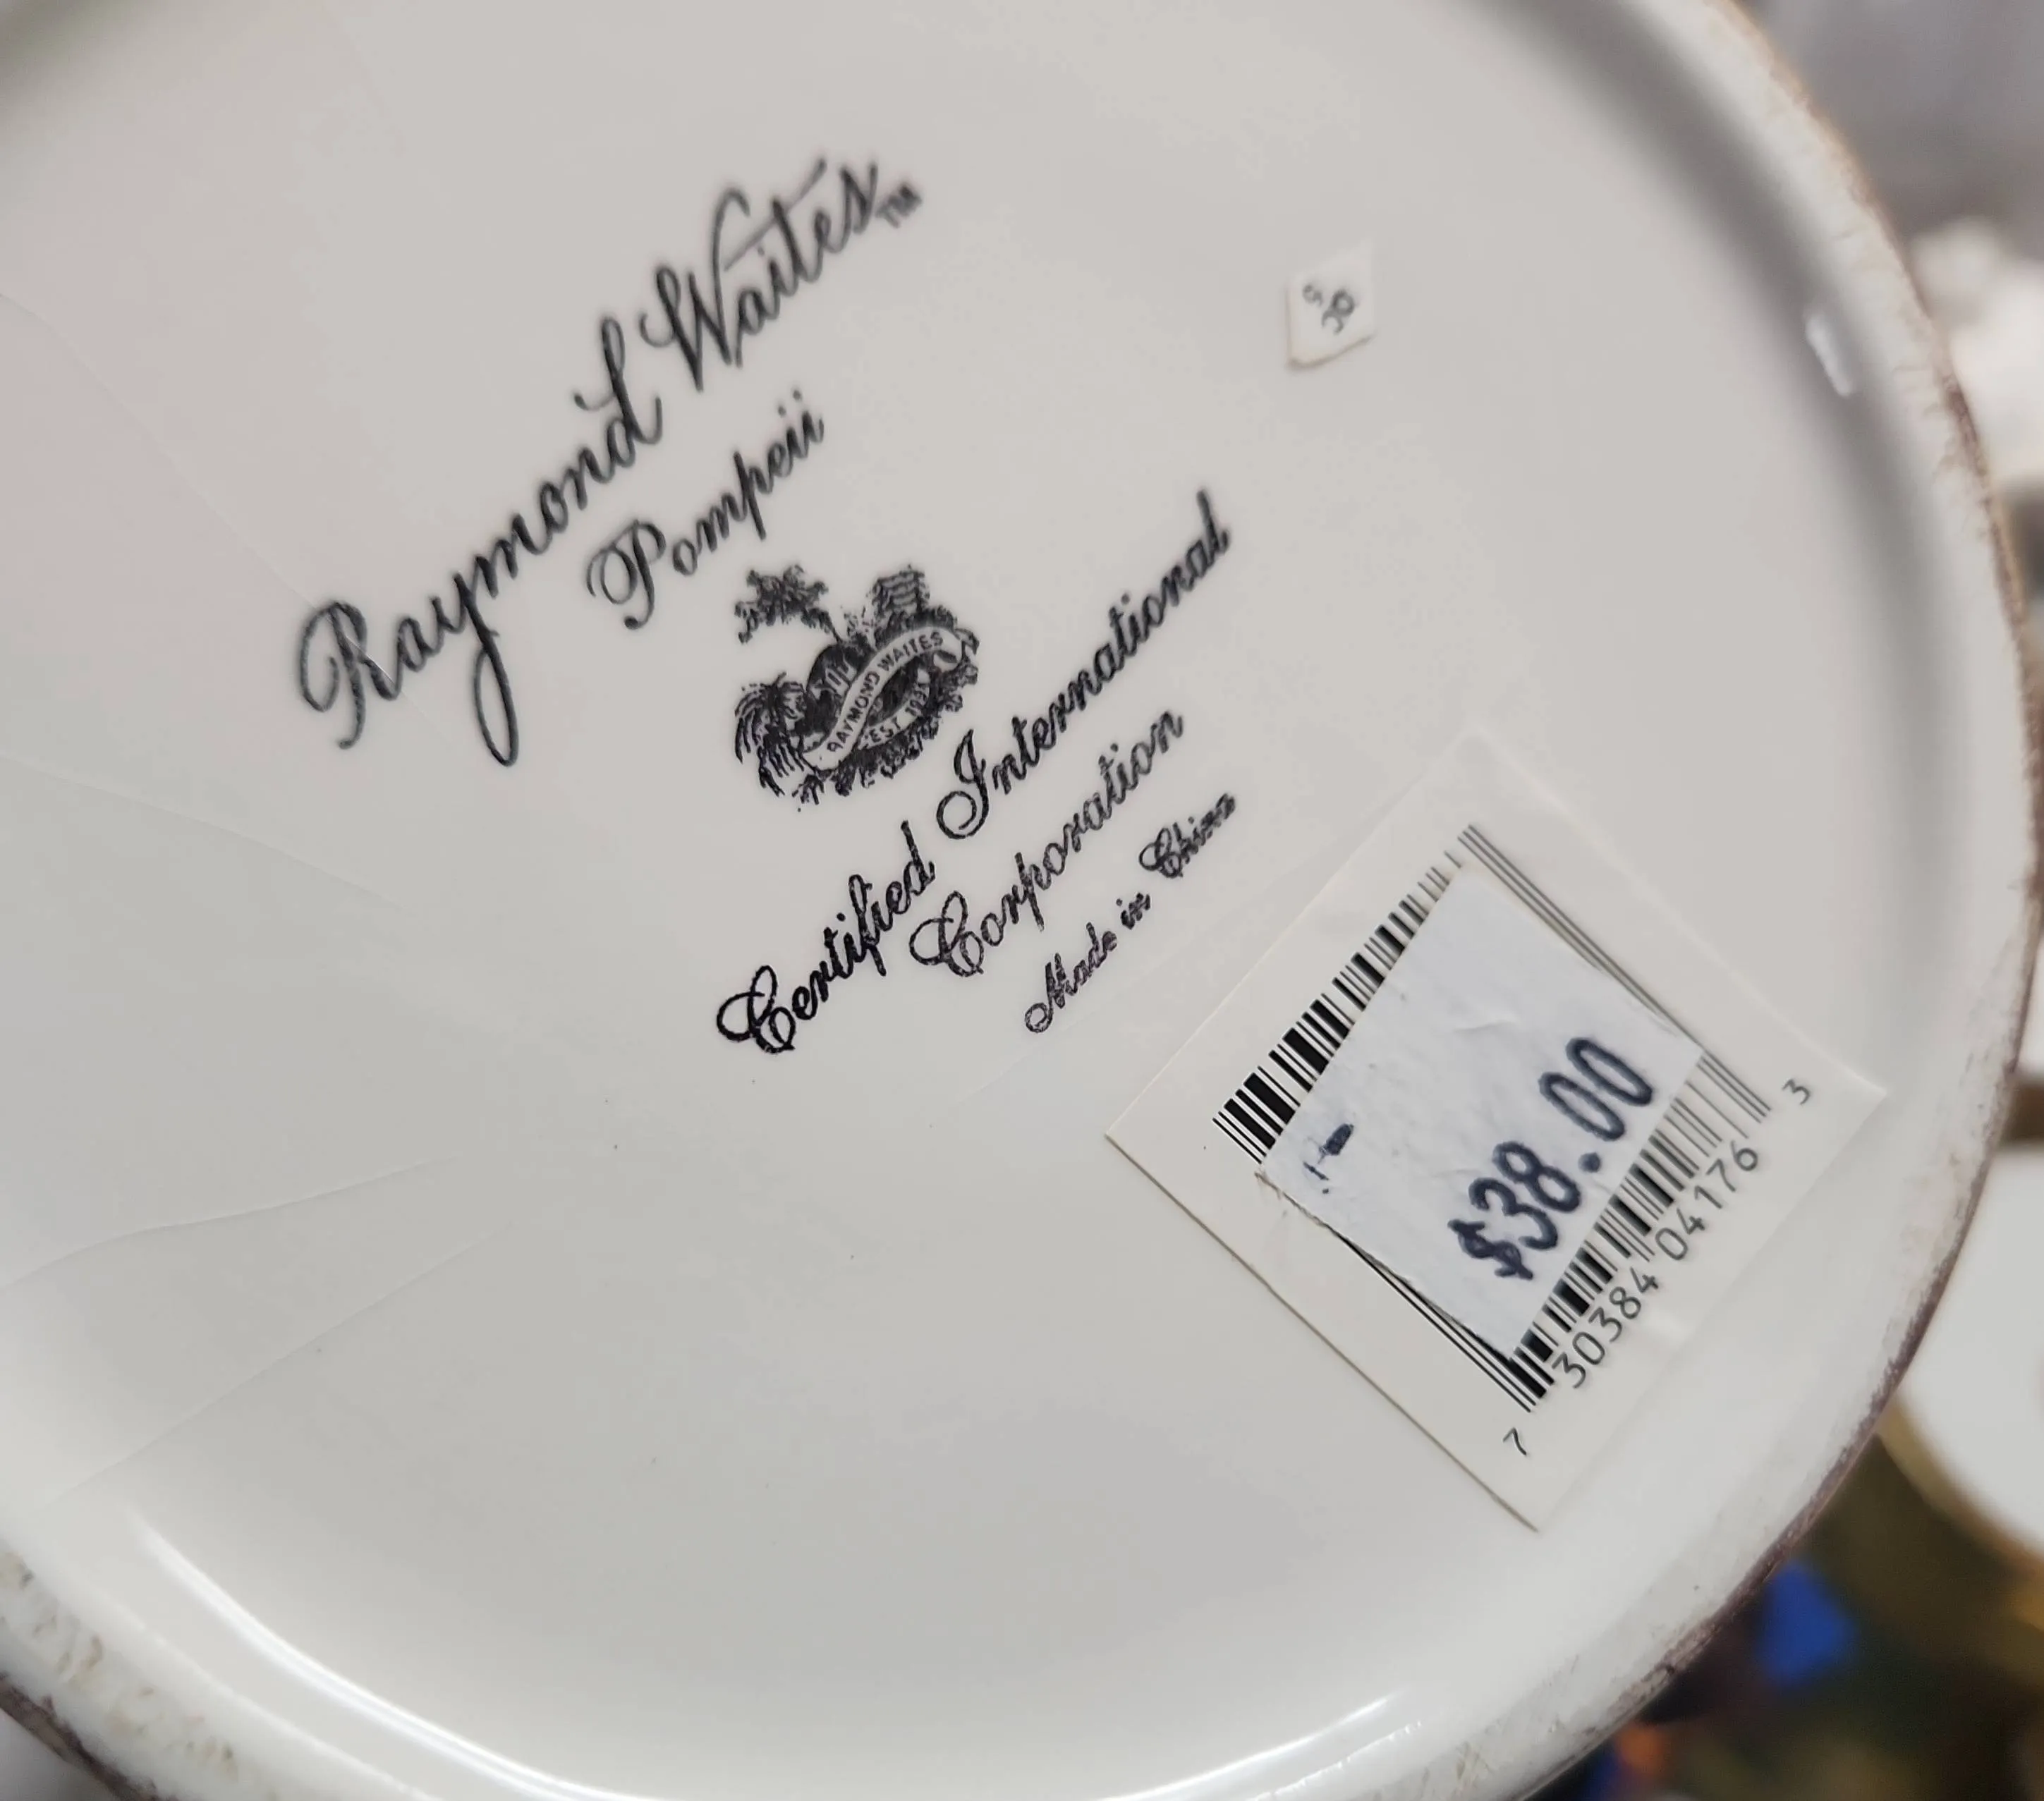 Raymond Waites™
Pompeii
RAYMOND WAITES
EST
Certified International
Corporation
Made in China
$38.00
7 30384 04176 3